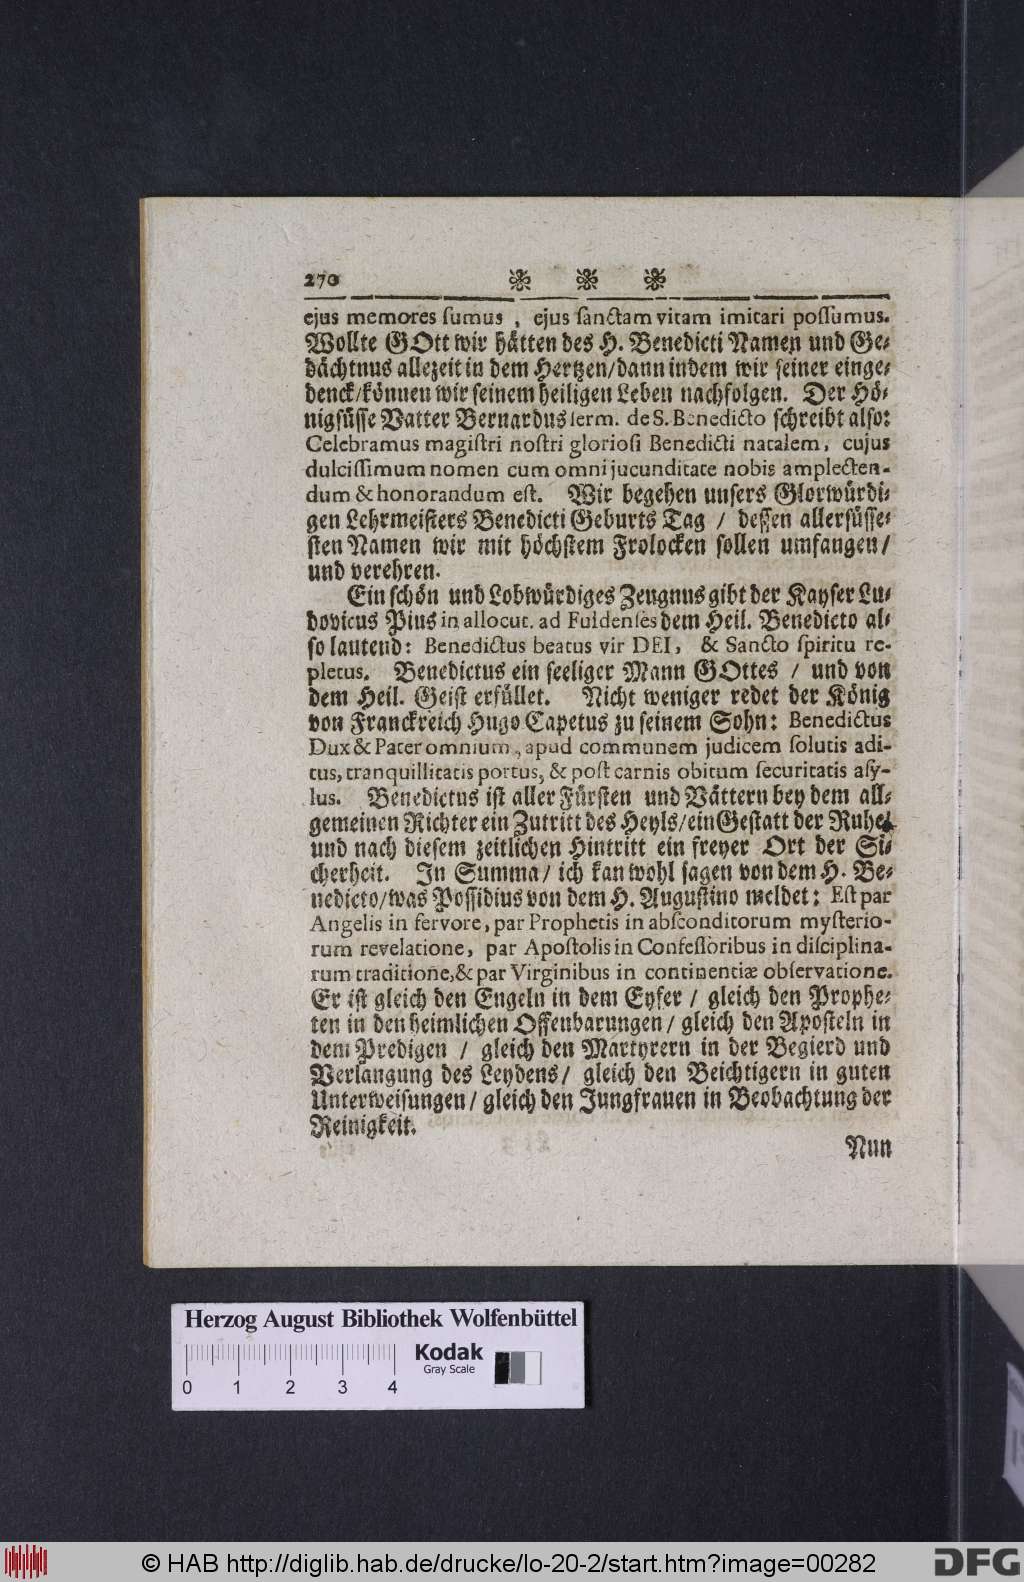 270
ejus memores sumus, ejus sanctam vitam imitari possumus.
Wollte GOtt wir hätten des H. Benedicti Namen und Ge-
dächtnus allezeit in dem Hertzen/dann indem wir seiner einge-
denck/können wir seinem heiligen Leben nachfolgen. Der Hö-
nigsüsse Vatter Bernardus serm. de S. Benedicto schreibt also:
Celebramus magistri nostri gloriosi Benedicti natalem, cujus
dulcissimum nomen cum omni jucunditate nobis amplecten-
dum & honorandum est. Wir begehen unsers Glorwürdi-
gen Lehrmeisters Benedicti Geburts Tag / dessen allersüsse-
sten Namen wir mit höchstem Frolocken sollen umfangen/
und verehren.
Ein schön und Lobwürdiges Zeugnus gibt der Kayser Lu-
dovicus Pius in allocut. ad Fuldensès dem Heil. Benedicto al-
so lautend: Benedictus beatus vir DEI, & Sancto spiritu re-
pletus. Benedictus ein seeliger Mann GOttes / und von
dem Heil. Geist erfüllet. Nicht weniger redet der König
von Franckreich Hugo Capetus zu seinem Sohn: Benedictus
Dux & Pater omnium, apud communem judicem solutis adi-
tus, tranquillitatis portus, & post carnis obitum securitatis asy-
lus. Benedictus ist aller Fürsten und Vättern bey dem all-
gemeinen Richter ein Zutritt des Heyls/ein Gestatt der Ruhe/
und nach diesem zeitlichen Hintritt ein freyer Ort der Si-
cherheit. In Summa/ ich kan wohl sagen von dem H. Be-
nedicto/was Possidius von dem H. Augustino meldet: Est par
Angelis in fervore, par Prophetis in absconditorum mysterio-
rum revelatione, par Apostolis in Confessoribus in disciplina-
rum traditione, & par Virginibus in continentiæ observatione.
Er ist gleich den Engeln in dem Eyfer / gleich den Prophe-
ten in den heimlichen Offenbarungen/ gleich den Aposteln in
dem Predigen / gleich den Martyrern in der Begierd und
Verlangung des Leydens/ gleich den Beichtigern in guten
Unterweisungen/ gleich den Jungfrauen in Beobachtung der
Reinigkeit.
Nun
Herzog August Bibliothek Wolfenbüttel
Kodak
Gray Scale
0 1 2 3 4
© HAB http://diglib.hab.de/drucke/lo-20-2/start.htm?image=00282
DFG